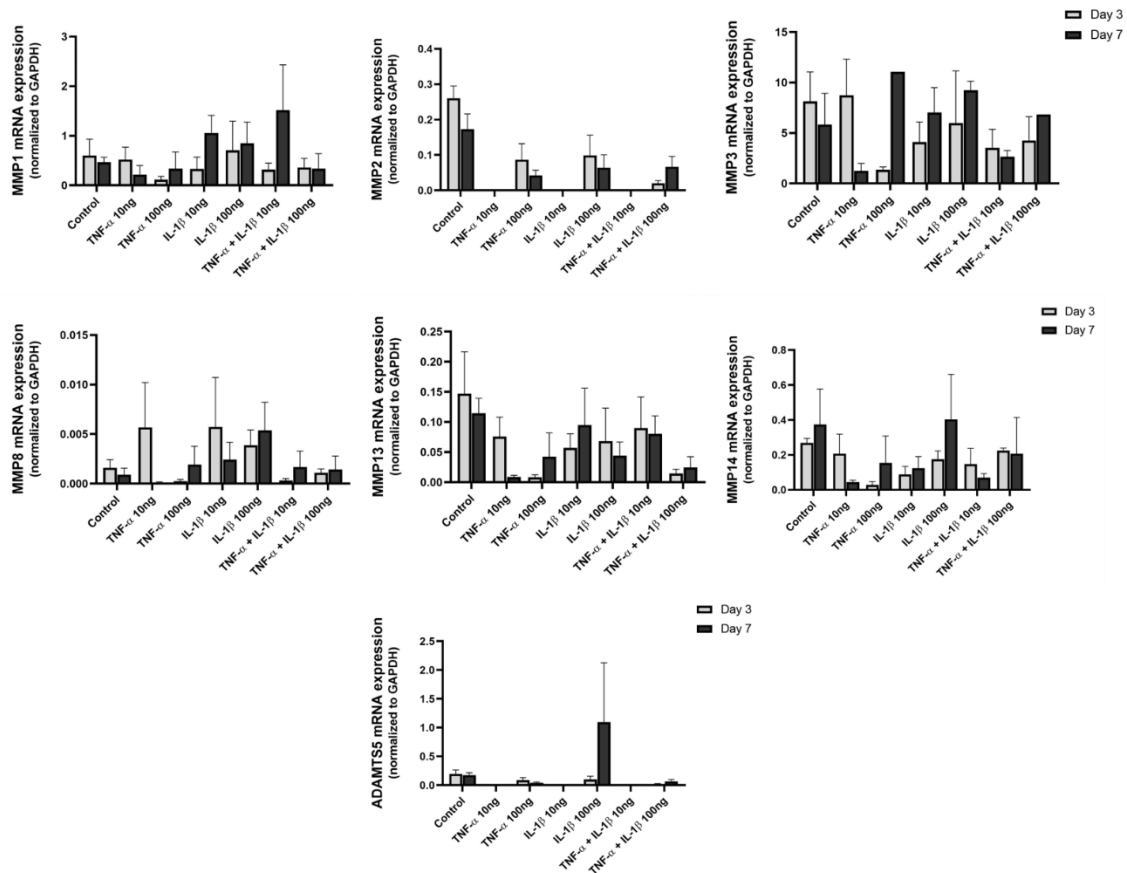 MMP1 mRNA expression
(normalized to GAPDH)
3
2
1
0
Control
TNF-α 10ng
TNF-α 100ng
IL-1β 10ng
IL-1β 100ng
TNF-α + IL-1β 10ng
TNF-α + IL-1β 100ng
MMP2 mRNA expression
(normalized to GAPDH)
0.4
0.3
0.2
0.1
0.0
Control
TNF-α 10ng
TNF-α 100ng
IL-1β 10ng
IL-1β 100ng
TNF-α + IL-1β 10ng
TNF-α + IL-1β 100ng
MMP3 mRNA expression
(normalized to GAPDH)
15
10
5
0
Control
TNF-α 10ng
TNF-α 100ng
IL-1β 10ng
IL-1β 100ng
TNF-α + IL-1β 10ng
TNF-α + IL-1β 100ng
Day 3
Day 7
MMP8 mRNA expression
(normalized to GAPDH)
0.015
0.010
0.005
0.000
Control
TNF-α 10ng
TNF-α 100ng
IL-1β 10ng
IL-1β 100ng
TNF-α + IL-1β 10ng
TNF-α + IL-1β 100ng
MMP13 mRNA expression
(normalized to GAPDH)
0.25
0.20
0.15
0.10
0.05
0.00
Control
TNF-α 10ng
TNF-α 100ng
IL-1β 10ng
IL-1β 100ng
TNF-α + IL-1β 10ng
TNF-α + IL-1β 100ng
MMP14 mRNA expression
(normalized to GAPDH)
0.8
0.6
0.4
0.2
0.0
Control
TNF-α 10ng
TNF-α 100ng
IL-1β 10ng
IL-1β 100ng
TNF-α + IL-1β 10ng
TNF-α + IL-1β 100ng
Day 3
Day 7
ADAMTS5 mRNA expression
(normalized to GAPDH)
2.5
2.0
1.5
1.0
0.5
0.0
Control
TNF-α 10ng
TNF-α 100ng
IL-1β 10ng
IL-1β 100ng
TNF-α + IL-1β 10ng
TNF-α + IL-1β 100ng
Day 3
Day 7